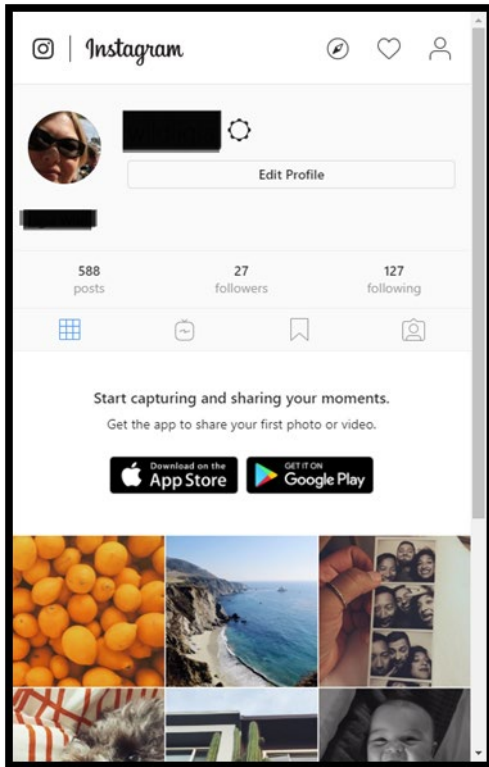 Instagram
Edit Profile
588 27 127
posts followers following
Start capturing and sharing your moments.
Get the app to share your first photo or video.
Download on the GET IT ON
App Store Google Play